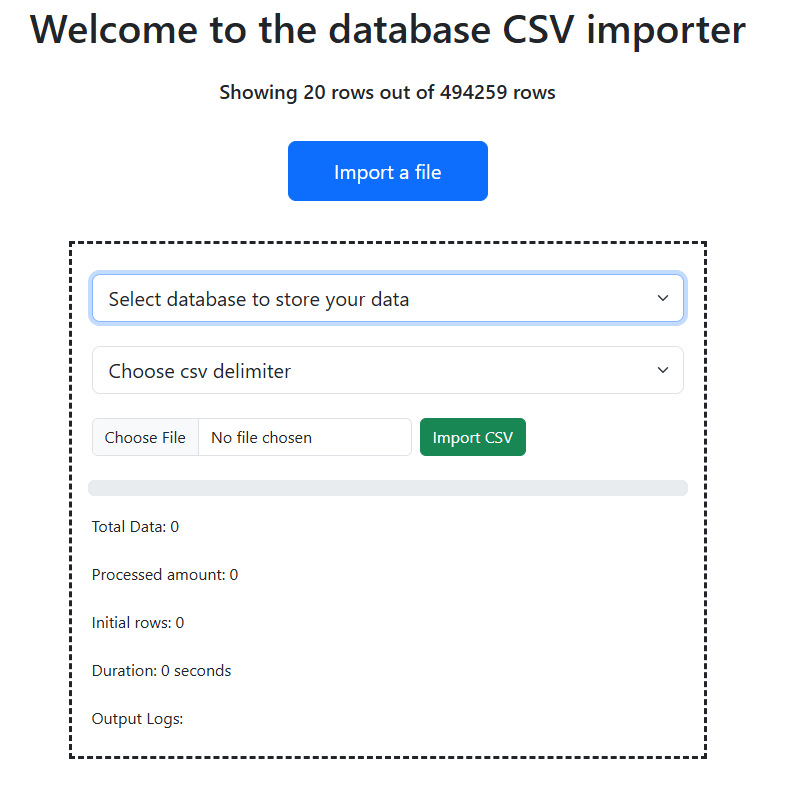 Welcome to the database CSV importer
Showing 20 rows out of 494259 rows
Import a file
Select database to store your data
Choose csv delimiter
Choose File No file chosen Import CSV
Total Data: 0
Processed amount: 0
Initial rows: 0
Duration: 0 seconds
Output Logs: